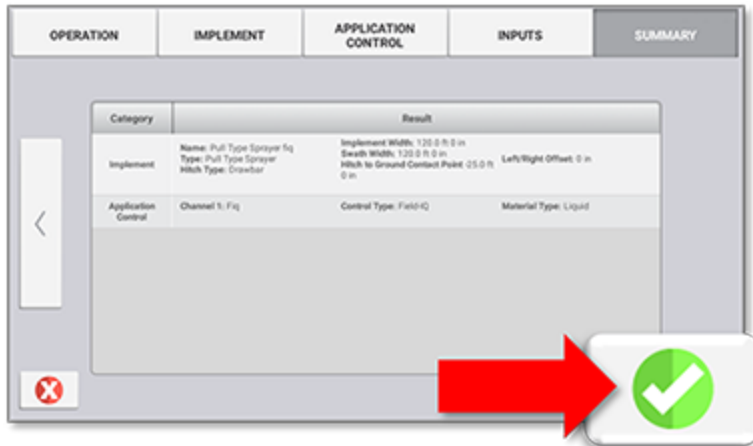 OPERATION
IMPLEMENT
APPLICATION
CONTROL
INPUTS
SUMMARY
Category
Result
Implement
Name: Pull Type Sprayer fiq
Type: Pull Type Sprayer
Hitch Type: Drawbar
Implement Width: 120.0 ft 0 in
Swath Width: 120.0 ft 0 in
Hitch to Ground Contact Point -25.0 ft
0 in
Left/Right Offset: 0 in
Application
Control
Channel 1: Fiq
Control Type: Field-IQ
Material Type: Liquid